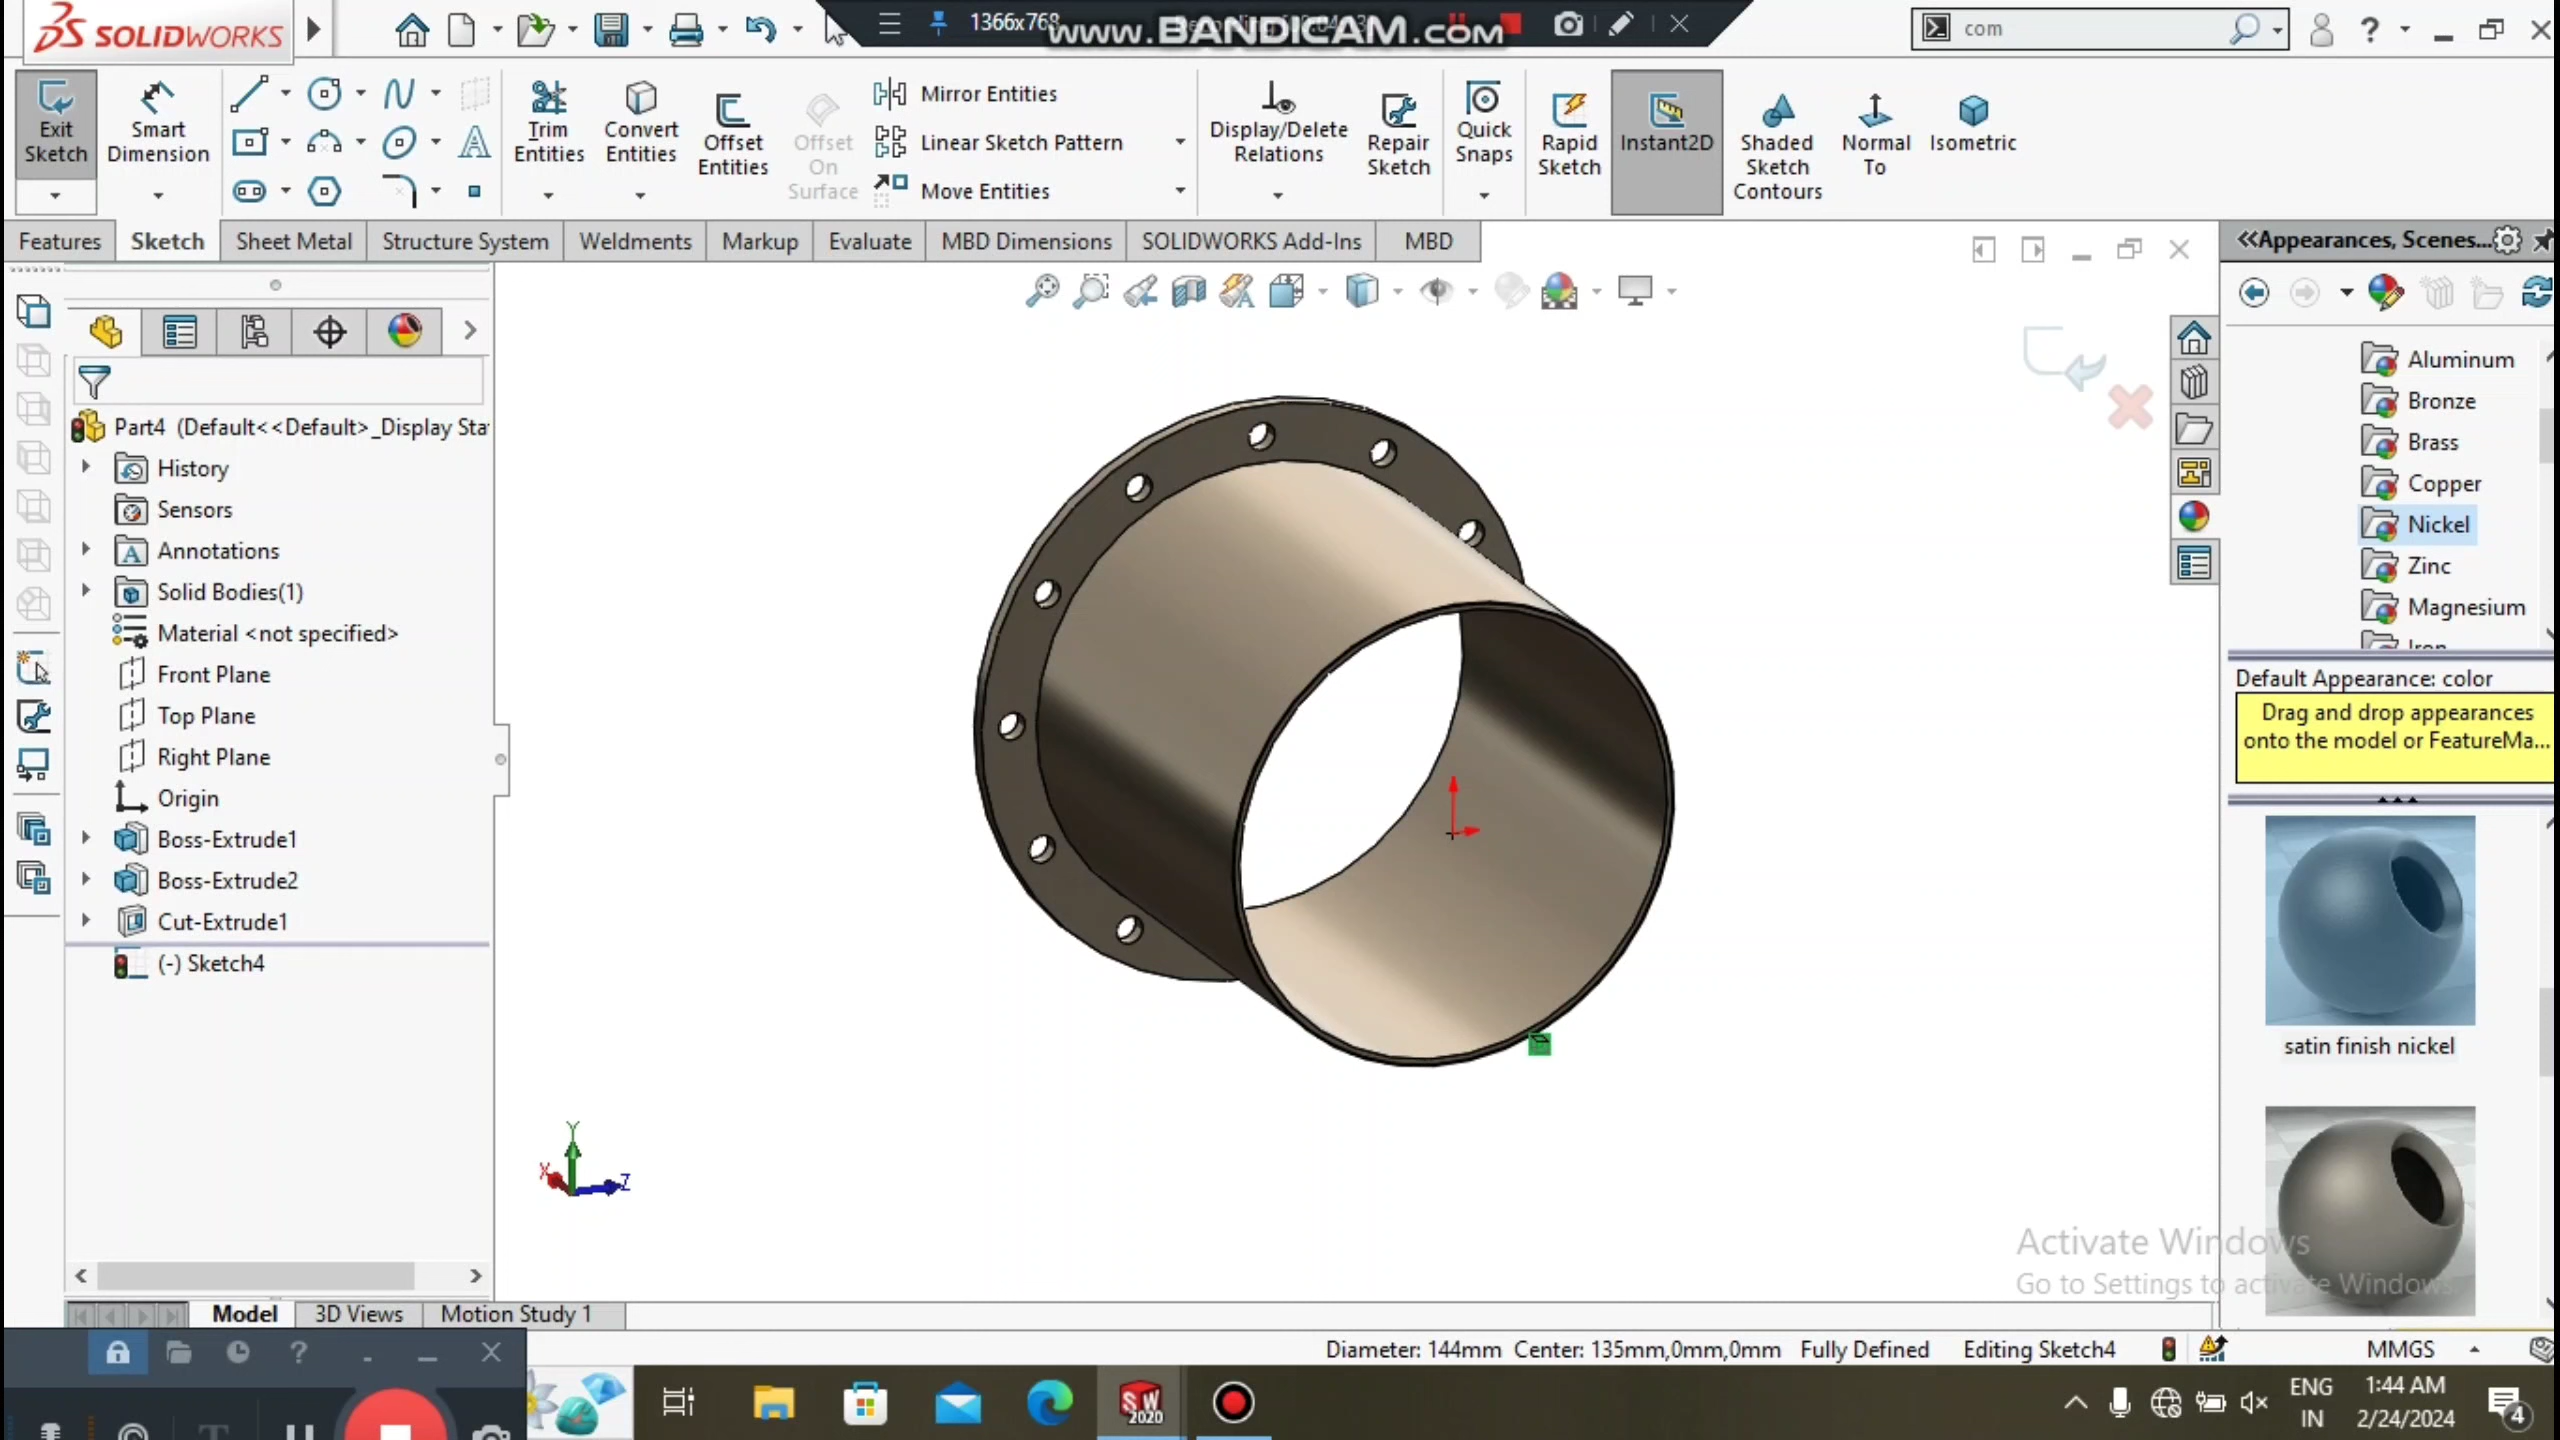 SOLIDWORKS
1366x768
www.BANDICAM.com
com
Exit Sketch
Smart Dimension
Trim Entities
Convert Entities
Offset Entities
Offset On Surface
Mirror Entities
Linear Sketch Pattern
Move Entities
Display/Delete Relations
Repair Sketch
Quick Snaps
Rapid Sketch
Instant2D
Shaded Sketch Contours
Normal To
Isometric
Features
Sketch
Sheet Metal
Structure System
Weldments
Markup
Evaluate
MBD Dimensions
SOLIDWORKS Add-Ins
MBD
Appearances, Scenes...
Part4 (Default<<Default>_Display Sta
History
Sensors
Annotations
Solid Bodies(1)
Material <not specified>
Front Plane
Top Plane
Right Plane
Origin
Boss-Extrude1
Boss-Extrude2
Cut-Extrude1
(-) Sketch4
Aluminum
Bronze
Brass
Copper
Nickel
Zinc
Magnesium
Iron
Default Appearance: color
Drag and drop appearances
onto the model or FeatureMa...
satin finish nickel
Y
X
Z
Activate Windows
Go to Settings to activate Windows.
Model
3D Views
Motion Study 1
Diameter: 144mm Center: 135mm,0mm,0mm Fully Defined Editing Sketch4
MMGS
SW
2020
ENG
IN
1:44 AM
2/24/2024
4